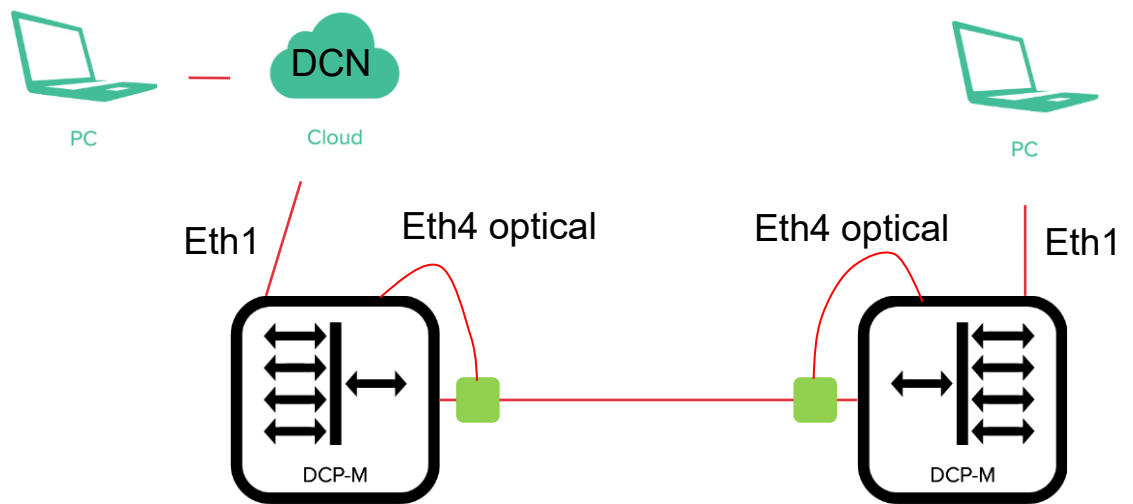 DCN
PC
Cloud
PC
Eth1
Eth4 optical
Eth4 optical
Eth1
DCP-M
DCP-M